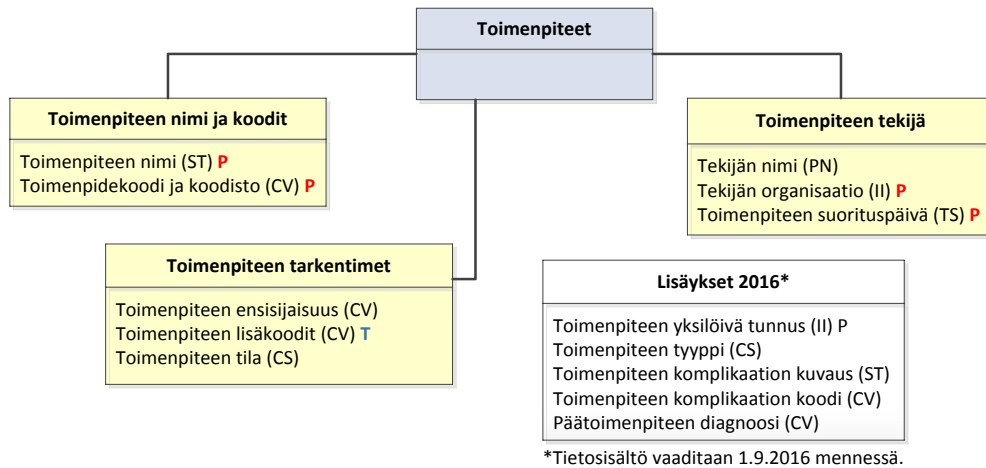 Toimenpiteet
Toimenpiteen nimi ja koodit
Toimenpiteen nimi (ST) P
Toimenpidekoodi ja koodisto (CV) P
Toimenpiteen tekijä
Tekijän nimi (PN)
Tekijän organisaatio (II) P
Toimenpiteen suorituspäivä (TS) P
Toimenpiteen tarkentimet
Toimenpiteen ensisijaisuus (CV)
Toimenpiteen lisäkoodit (CV) T
Toimenpiteen tila (CS)
Lisäykset 2016*
Toimenpiteen yksilöivä tunnus (II) P
Toimenpiteen tyyppi (CS)
Toimenpiteen komplikaation kuvaus (ST)
Toimenpiteen komplikaation koodi (CV)
Päätoimenpiteen diagnoosi (CV)
*Tietosisältö vaaditaan 1.9.2016 mennessä.